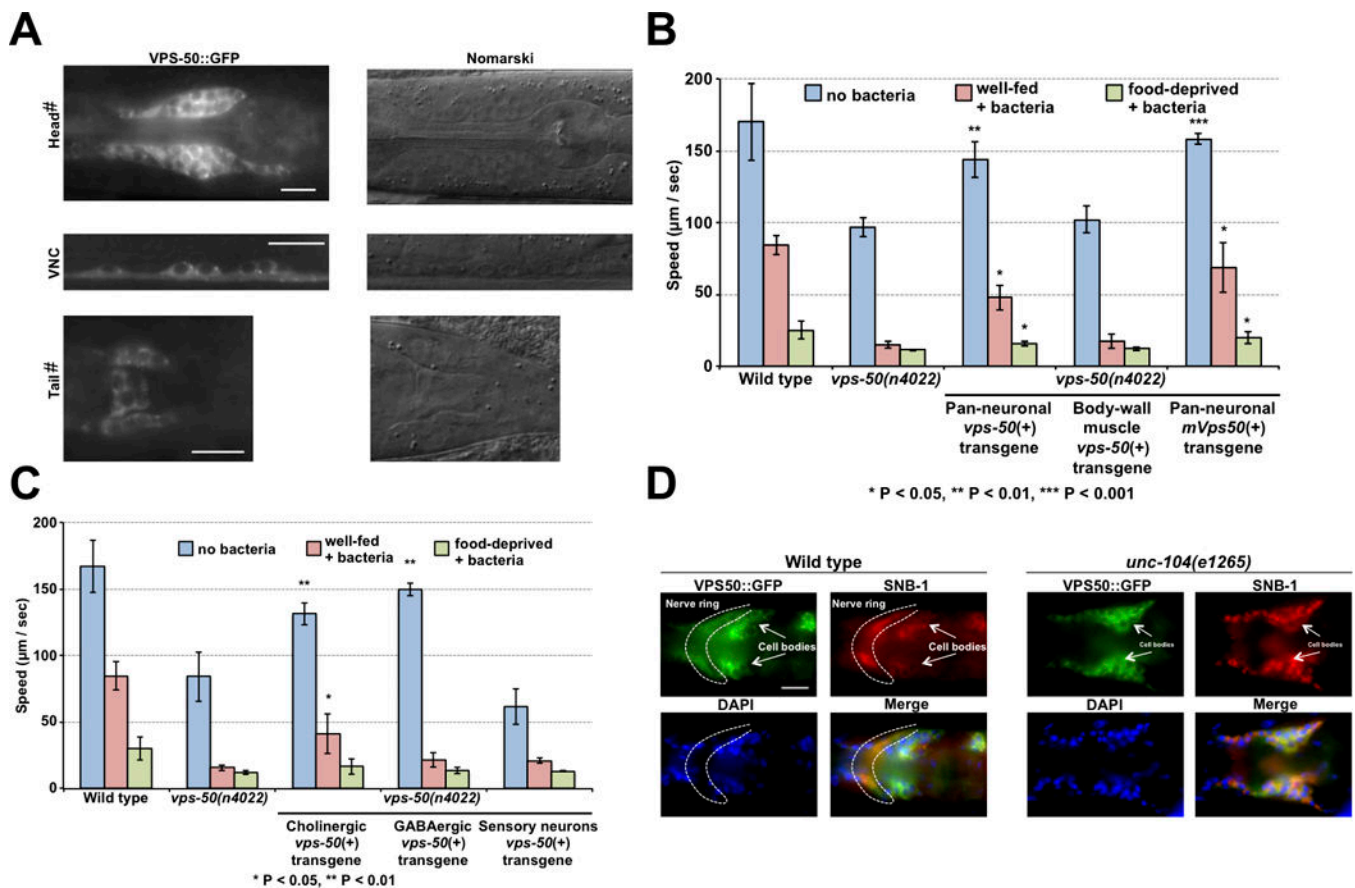 A
VPS-50::GFP
Nomarski
Head#
VNC
Tail#
B
200
150
100
50
0
Speed (µm / sec)
no bacteria
well-fed
+ bacteria
food-deprived
+ bacteria
**
*
*
***
*
*
Wild type
vps-50(n4022)
vps-50(n4022)
Pan-neuronal
vps-50(+)
transgene
Body-wall
muscle
vps-50(+)
transgene
Pan-neuronal
mVps50(+)
transgene
* P < 0.05, ** P < 0.01, *** P < 0.001
C
200
150
100
50
0
Speed (µm / sec)
no bacteria
well-fed
+ bacteria
food-deprived
+ bacteria
**
*
**
Wild type
vps-50(n4022)
vps-50(n4022)
Cholinergic
vps-50(+)
transgene
GABAergic
vps-50(+)
transgene
Sensory neurons
vps-50(+)
transgene
* P < 0.05, ** P < 0.01
D
Wild type
unc-104(e1265)
VPS50::GFP
SNB-1
VPS50::GFP
SNB-1
Nerve ring
Nerve ring
Cell bodies
Cell bodies
DAPI
Merge
DAPI
Merge